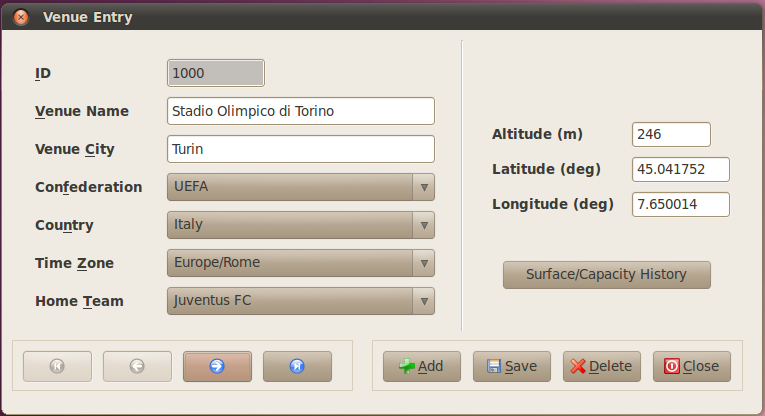 Venue Entry
ID 1000
Venue Name Stadio Olimpico di Torino
Venue City Turin
Confederation UEFA
Country Italy
Time Zone Europe/Rome
Home Team Juventus FC
Altitude (m) 246
Latitude (deg) 45.041752
Longitude (deg) 7.650014
Surface/Capacity History
Add Save Delete Close